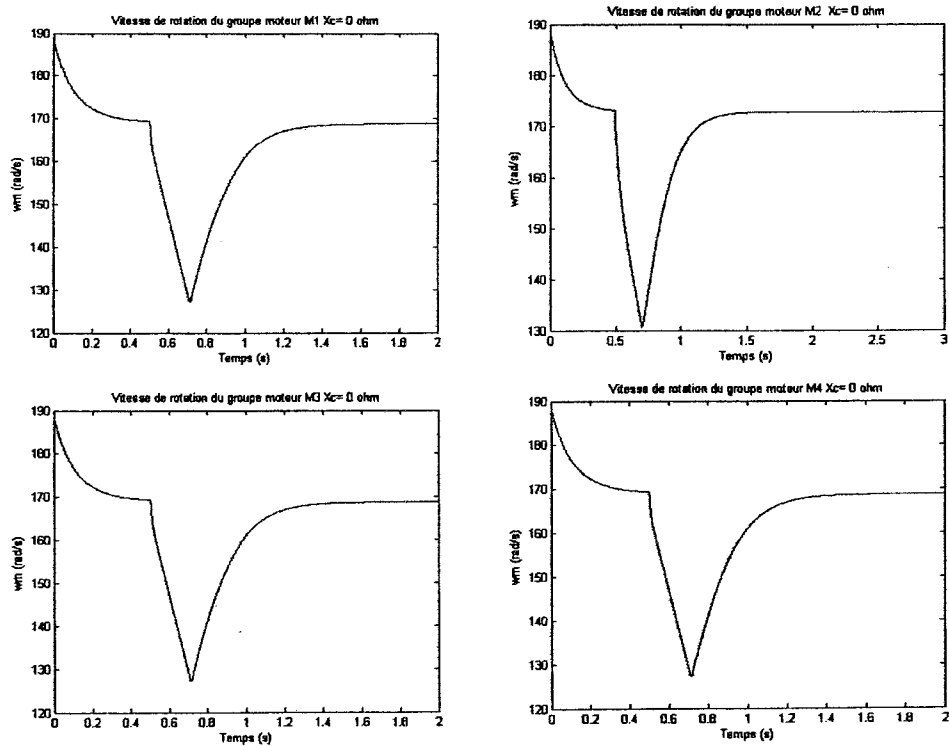 Vitesse de rotation du groupe moteur M1 Xc= 0 ohm
190
180
170
160
150
140
130
120
wm (rad/s)
0 0.2 0.4 0.6 0.8 1 1.2 1.4 1.6 1.8 2
Temps (s)
Vitesse de rotation du groupe moteur M2 Xc= 0 ohm
190
180
170
160
150
140
130
wm (rad/s)
0 0.5 1 1.5 2 2.5 3
Temps (s)
Vitesse de rotation du groupe moteur M3 Xc= 0 ohm
190
180
170
160
150
140
130
120
wm (rad/s)
0 0.2 0.4 0.6 0.8 1 1.2 1.4 1.6 1.8 2
Temps (s)
Vitesse de rotation du groupe moteur M4 Xc= 0 ohm
190
180
170
160
150
140
130
120
wm (rad/s)
0 0.2 0.4 0.6 0.8 1 1.2 1.4 1.6 1.8 2
Temps (s)